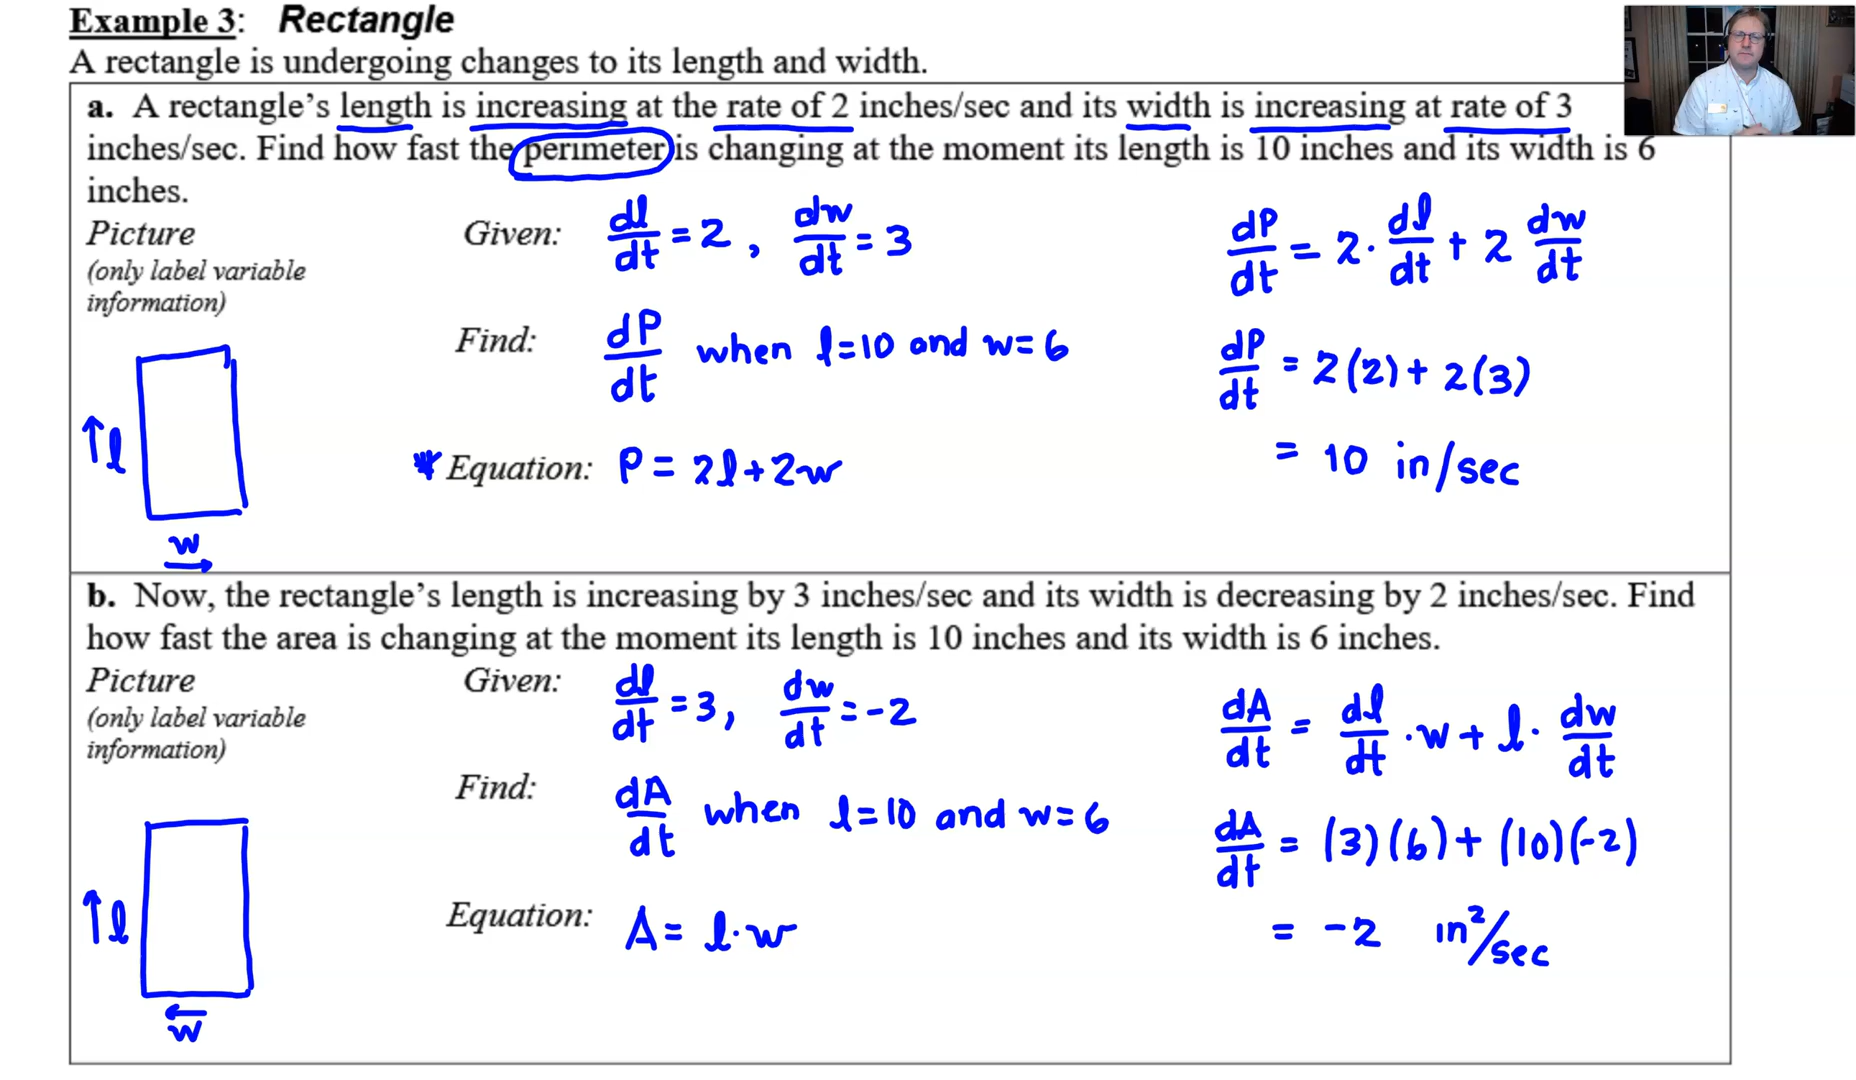 Example 3: Rectangle
A rectangle is undergoing changes to its length and width.
a. A rectangle's length is increasing at the rate of 2 inches/sec and its width is increasing at rate of 3
inches/sec. Find how fast the perimeter is changing at the moment its length is 10 inches and its width is 6
inches.
Picture
(only label variable
information)
l
w
Given: dl/dt = 2, dw/dt = 3
Find: dP/dt when l=10 and w=6
* Equation: P = 2l+2w
dP/dt = 2· dl/dt + 2 dw/dt
dP/dt = 2(2)+ 2(3)
= 10 in/sec
b. Now, the rectangle's length is increasing by 3 inches/sec and its width is decreasing by 2 inches/sec. Find
how fast the area is changing at the moment its length is 10 inches and its width is 6 inches.
Picture
(only label variable
information)
l
w
Given: dl/dt = 3, dw/dt = -2
Find: dA/dt when l=10 and w=6
Equation: A= l·w
dA/dt = dl/dt ·w + l· dw/dt
dA/dt = (3)(6)+ (10)(-2)
= -2 in²/sec